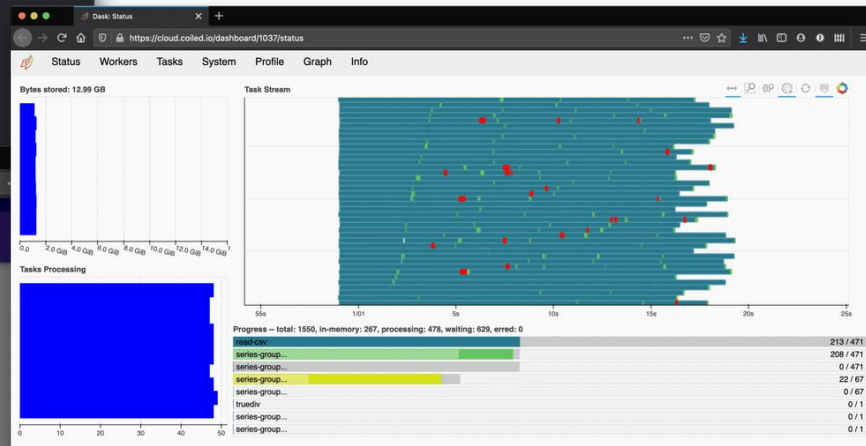 Dask: Status
https://cloud.coiled.io/dashboard/1037/status
Status Workers Tasks System Profile Graph Info
Bytes stored: 12.99 GB
0.0 2.0 GiB 4.0 GiB 6.0 GiB 8.0 GiB 10.0 GiB 12.0 GiB 14.0 GiB
Tasks Processing
0 10 20 30 40 50
Task Stream
55s 1/01 5s 10s 15s 20s 25s
Progress -- total: 1550, in-memory: 267, processing: 478, waiting: 629, erred: 0
read-csv 213 / 471
series-group... 208 / 471
series-group... 0 / 471
series-group... 22 / 67
series-group... 0 / 67
truediv 0 / 1
series-group... 0 / 1
series-group... 0 / 1